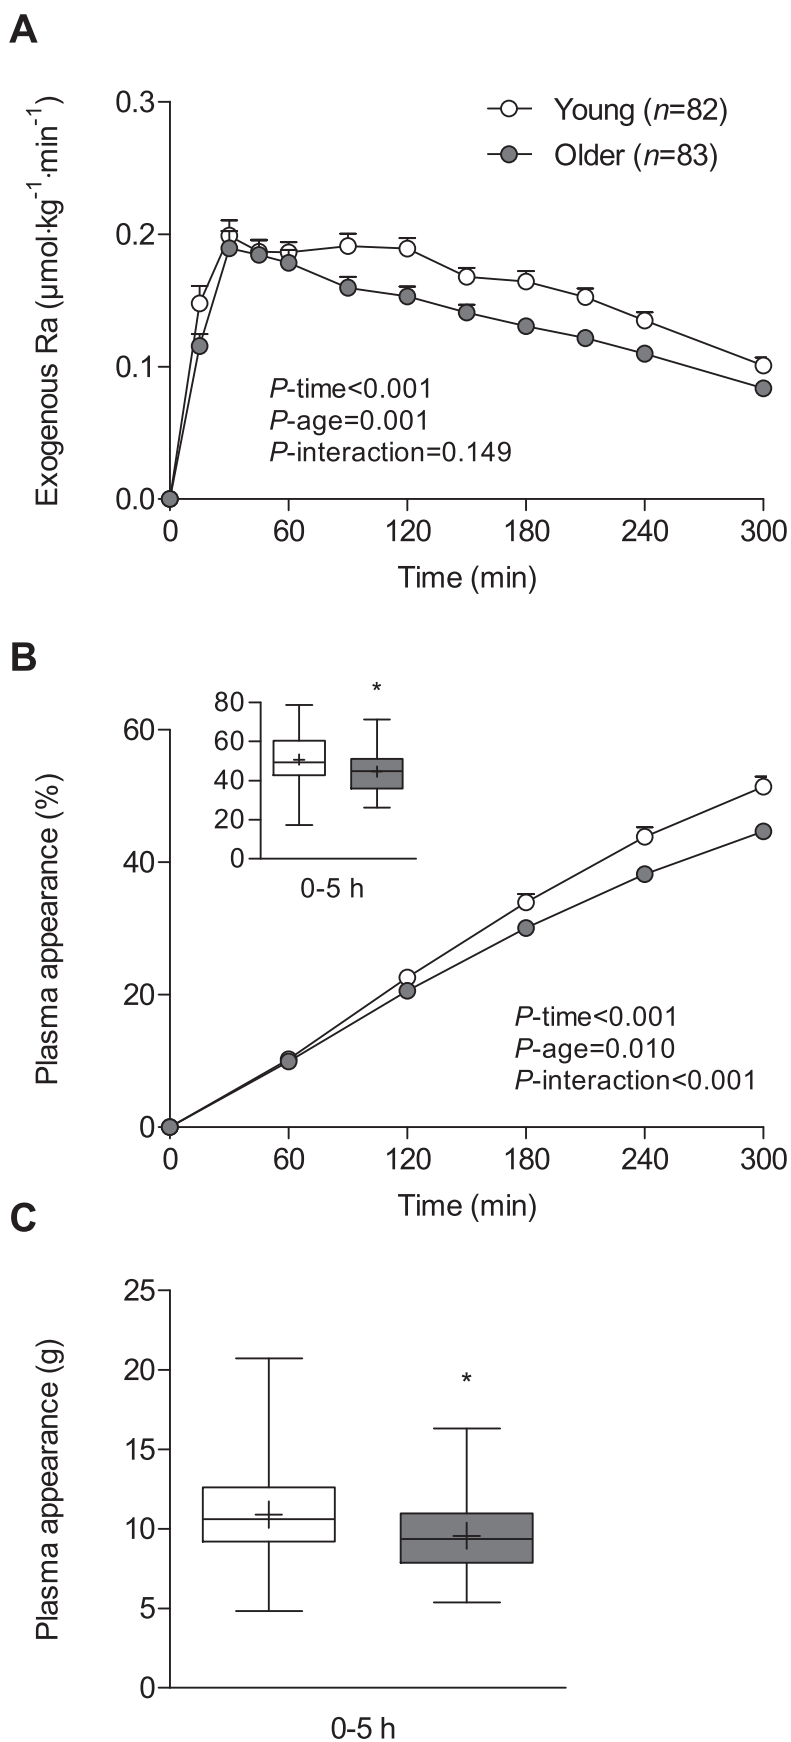 A
Exogenous Ra (μmol·kg⁻¹·min⁻¹)
0.3
0.2
0.1
0.0
Young (n=82)
Older (n=83)
P-time<0.001
P-age=0.001
P-interaction=0.149
0 60 120 180 240 300
Time (min)
B
Plasma appearance (%)
60
40
20
0
80
60
40
20
0
*
0-5 h
P-time<0.001
P-age=0.010
P-interaction<0.001
0 60 120 180 240 300
Time (min)
C
Plasma appearance (g)
25
20
15
10
5
0
*
0-5 h